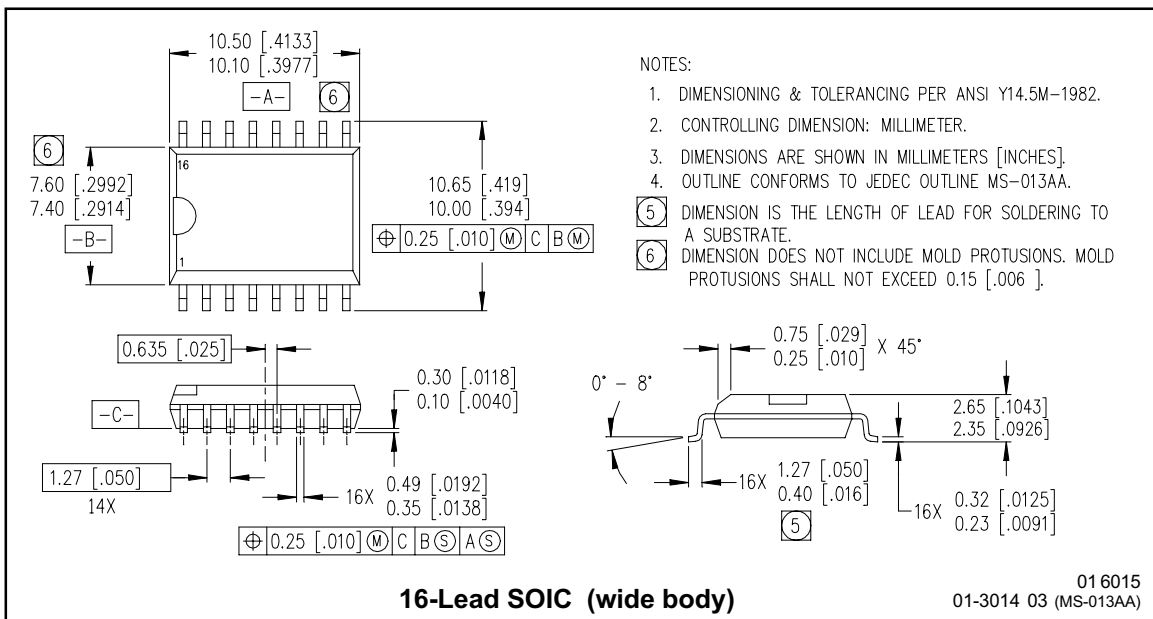 10.50 [.4133]
10.10 [.3977]
-A- 6
6
7.60 [.2992]
7.40 [.2914]
-B-
16
1
10.65 [.419]
10.00 [.394]
⌖ 0.25 [.010] Ⓜ C B Ⓜ
NOTES:
1. DIMENSIONING & TOLERANCING PER ANSI Y14.5M-1982.
2. CONTROLLING DIMENSION: MILLIMETER.
3. DIMENSIONS ARE SHOWN IN MILLIMETERS [INCHES].
4. OUTLINE CONFORMS TO JEDEC OUTLINE MS-013AA.
5 DIMENSION IS THE LENGTH OF LEAD FOR SOLDERING TO
A SUBSTRATE.
6 DIMENSION DOES NOT INCLUDE MOLD PROTUSIONS. MOLD
PROTUSIONS SHALL NOT EXCEED 0.15 [.006 ].
0.635 [.025]
-C-
0.30 [.0118]
0.10 [.0040]
1.27 [.050]
14X
16X 0.49 [.0192]
0.35 [.0138]
⌖ 0.25 [.010] Ⓜ C B Ⓢ A Ⓢ
0.75 [.029]
0.25 [.010] X 45°
0° - 8°
2.65 [.1043]
2.35 [.0926]
16X 1.27 [.050]
0.40 [.016]
5
16X 0.32 [.0125]
0.23 [.0091]
16-Lead SOIC (wide body)
01 6015
01-3014 03 (MS-013AA)